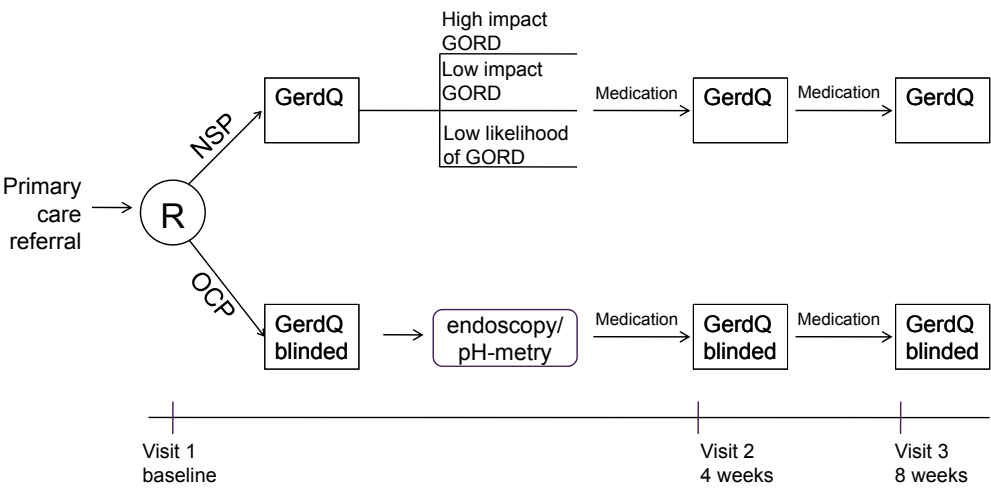 High impact
GORD
Low impact
GORD
Low likelihood
of GORD
GerdQ
Medication
GerdQ
Medication
GerdQ
NSP
Primary
care
referral
R
OCP
GerdQ
blinded
endoscopy/
pH-metry
Medication
GerdQ
blinded
Medication
GerdQ
blinded
Visit 1
baseline
Visit 2
4 weeks
Visit 3
8 weeks